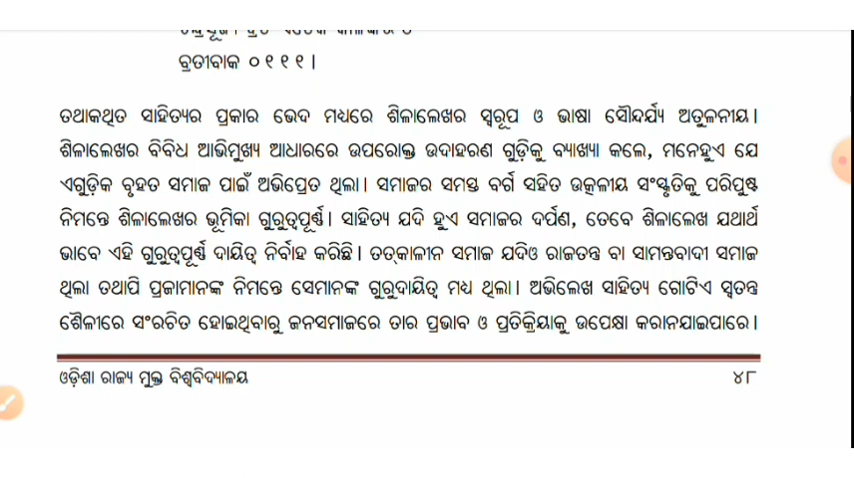 ବ୍ରତୀବାକ ୦୧୧୧।
ତଥାକଥିତ ସାହିତ୍ୟର ପ୍ରକାର ଭେଦ ମଧ୍ୟରେ ଶିଳାଲେଖର ସ୍ୱରୂପ ଓ ଭାଷା ସୌନ୍ଦର୍ଯ୍ୟ ଅତୁଳନୀୟ।
ଶିଳାଲେଖର ବିବିଧ ଆଭିମୁଖ୍ୟ ଆଧାରରେ ଉପରୋକ୍ତ ଉଦାହରଣ ଗୁଡ଼ିକୁ ବ୍ୟାଖ୍ୟା କଲେ, ମନେହୁଏ ଯେ
ଏଗୁଡ଼ିକ ବୃହତ ସମାଜ ପାଇଁ ଅଭିପ୍ରେତ ଥିଲା। ସମାଜର ସମସ୍ତ ବର୍ଗ ସହିତ ଉତ୍କଳୀୟ ସଂସ୍କୃତିକୁ ପରିପୁଷ୍ଟ
ନିମନ୍ତେ ଶିଳାଲେଖର ଭୂମିକା ଗୁରୁତ୍ୱପୂର୍ଣ୍ଣ। ସାହିତ୍ୟ ଯଦି ହୁଏ ସମାଜର ଦର୍ପଣ, ତେବେ ଶିଳାଲେଖ ଯଥାର୍ଥ
ଭାବେ ଏହି ଗୁରୁତ୍ୱପୂର୍ଣ୍ଣ ଦାୟିତ୍ୱ ନିର୍ବାହ କରିଛି। ତତ୍‌କାଳୀନ ସମାଜ ଯଦିଓ ରାଜତନ୍ତ୍ର ବା ସାମନ୍ତବାଦୀ ସମାଜ
ଥିଲା ତଥାପି ପ୍ରଜାମାନଙ୍କ ନିମନ୍ତେ ସେମାନଙ୍କ ଗୁରୁଦାୟିତ୍ୱ ମଧ୍ୟ ଥିଲା। ଅଭିଲେଖ ସାହିତ୍ୟ ଗୋଟିଏ ସ୍ୱତନ୍ତ୍ର
ଶୈଳୀରେ ସଂରଚିତ ହୋଇଥିବାରୁ ଜନସମାଜରେ ତାର ପ୍ରଭାବ ଓ ପ୍ରତିକ୍ରିୟାକୁ ଉପେକ୍ଷା କରାନଯାଇପାରେ।
ଓଡ଼ିଶା ରାଜ୍ୟ ମୁକ୍ତ ବିଶ୍ୱବିଦ୍ୟାଳୟ
୪୮